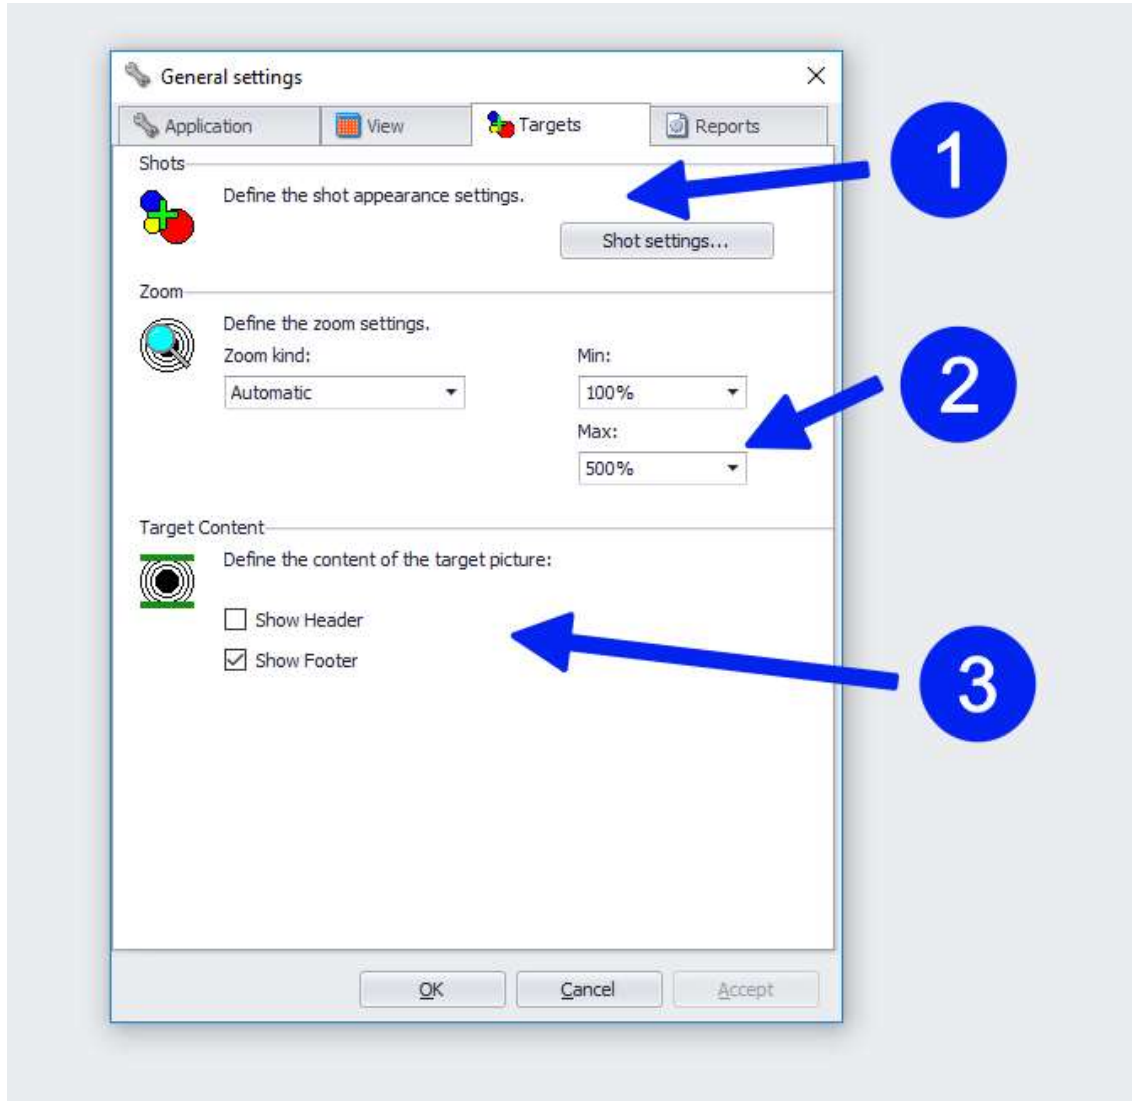 General settings
Application View Targets Reports
Shots
Define the shot appearance settings.
Shot settings...
1
Zoom
Define the zoom settings.
Zoom kind: Min:
Automatic 100%
2
Max:
500%
Target Content
Define the content of the target picture:
Show Header
Show Footer
3
OK Cancel Accept